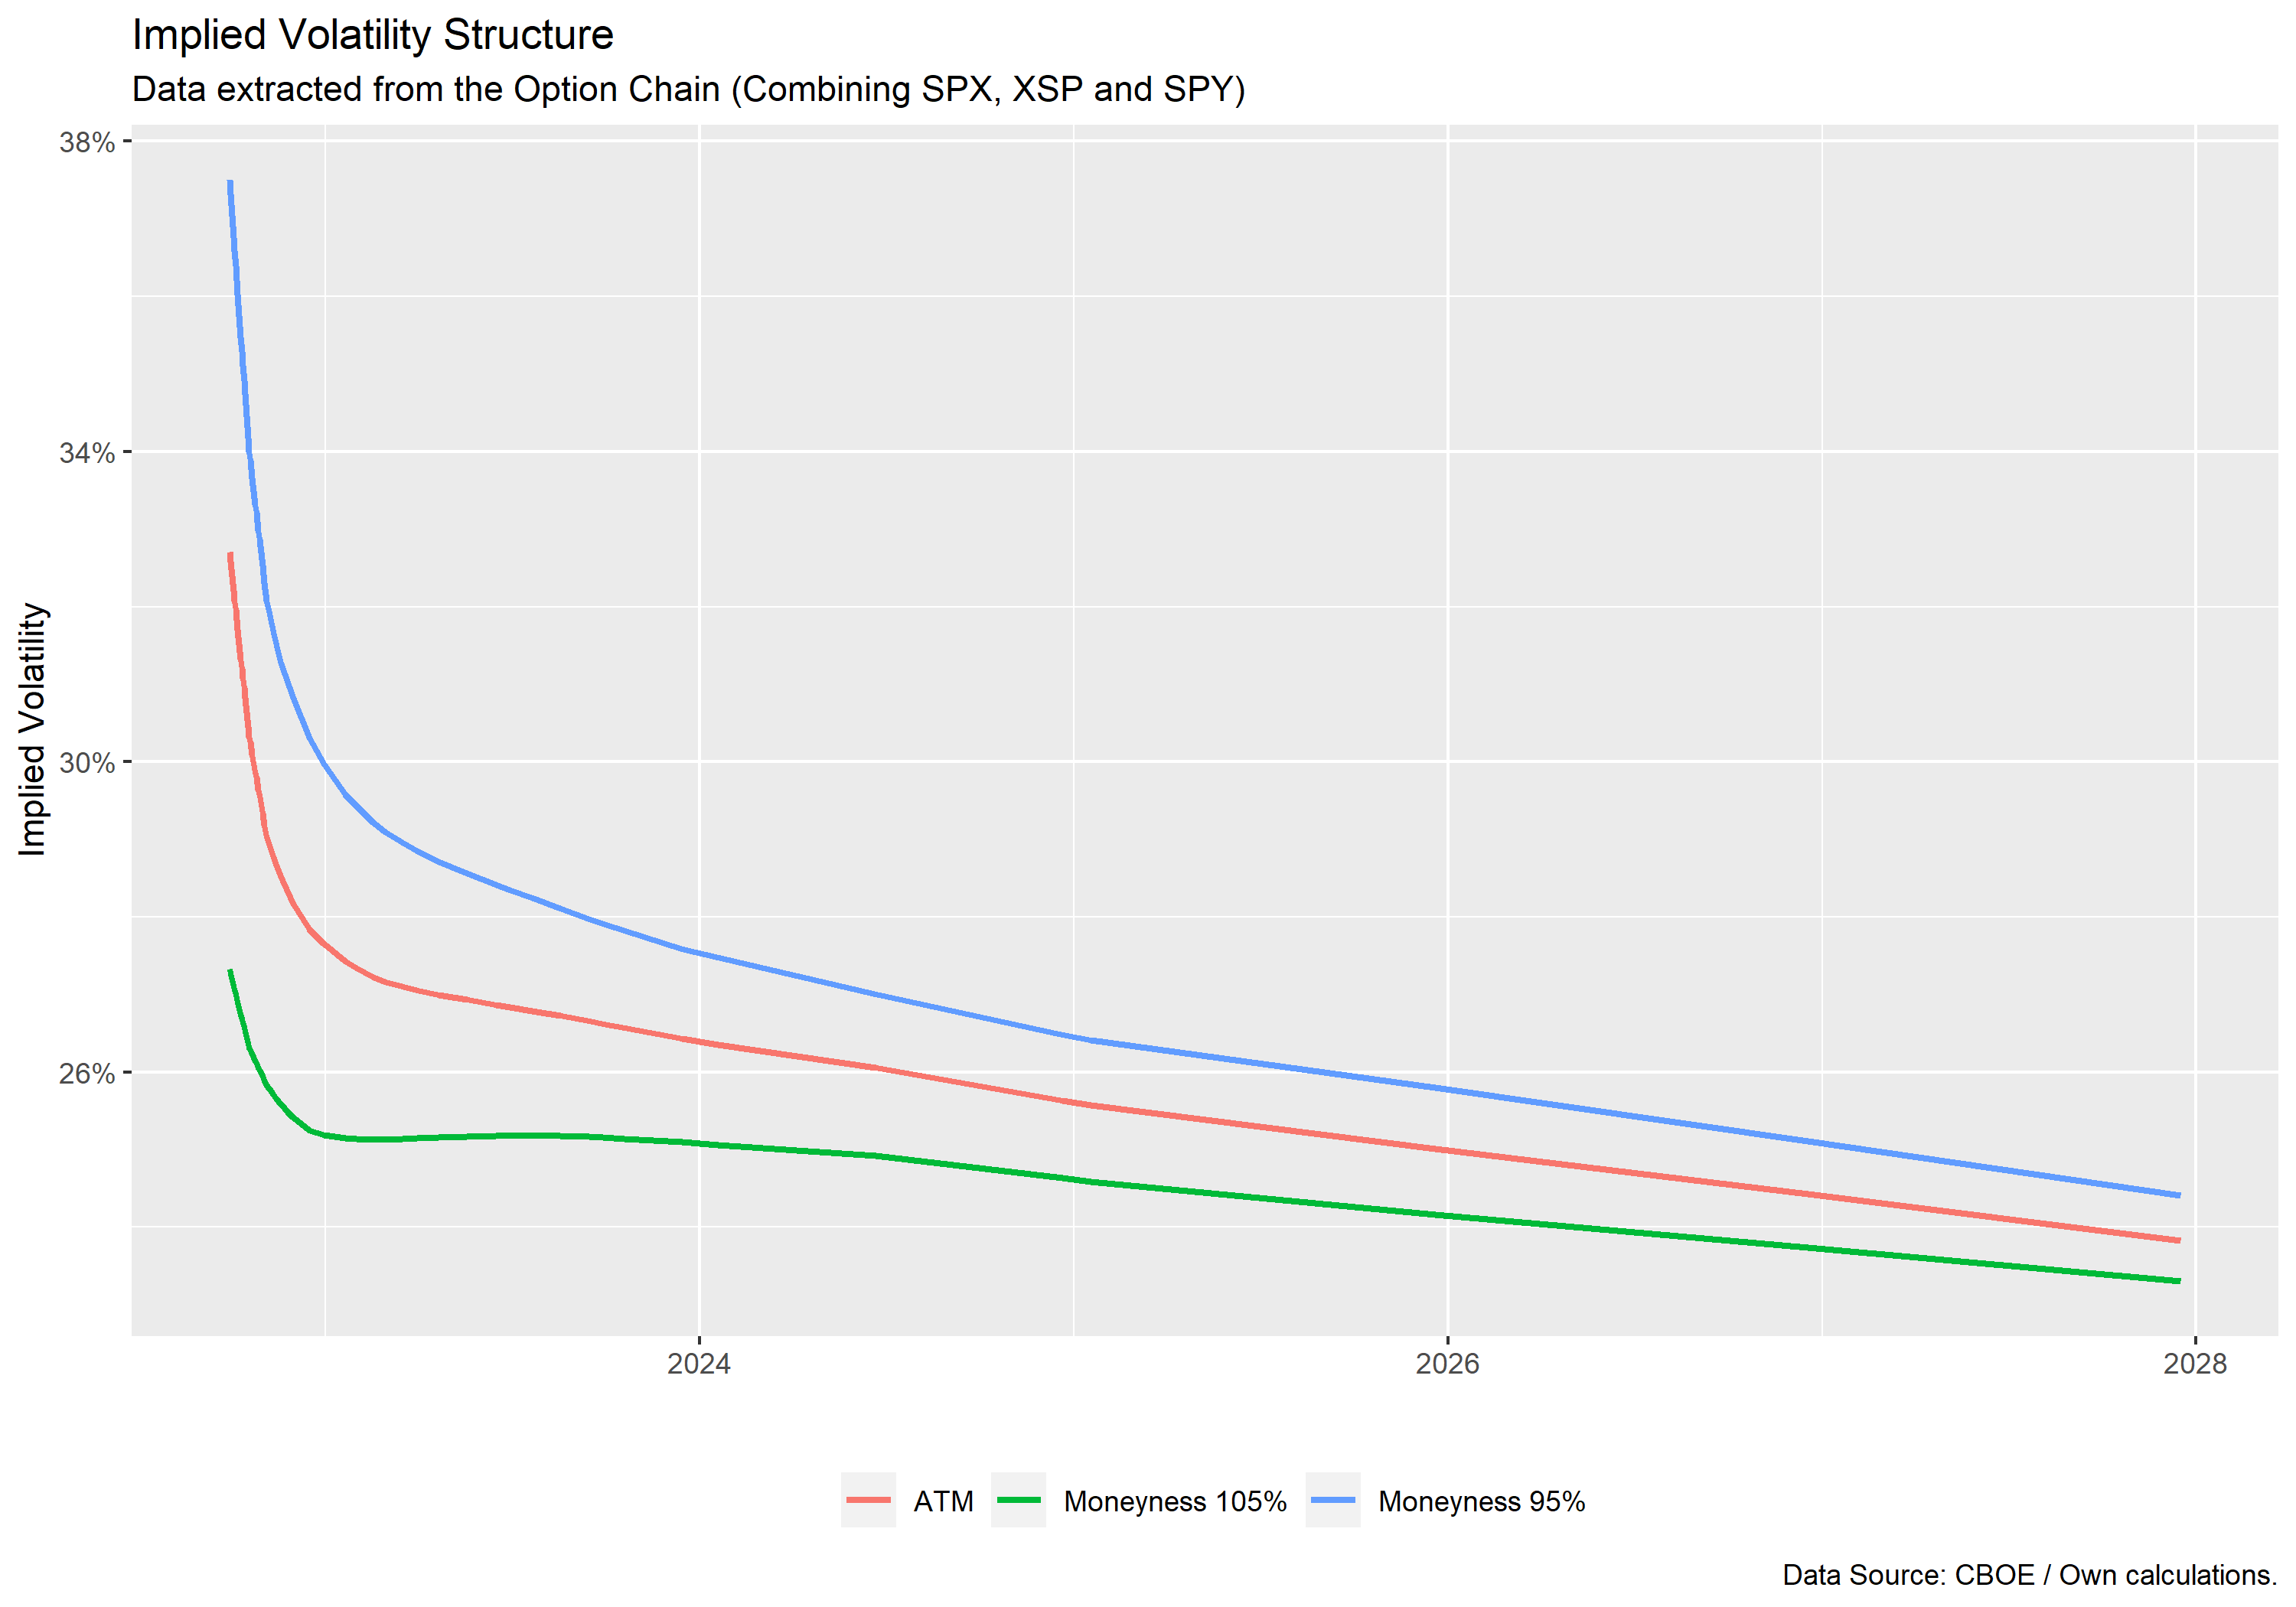 Implied Volatility Structure
Data extracted from the Option Chain (Combining SPX, XSP and SPY)
Implied Volatility
38%
34%
30%
26%
2024 2026 2028
ATM Moneyness 105% Moneyness 95%
Data Source: CBOE / Own calculations.